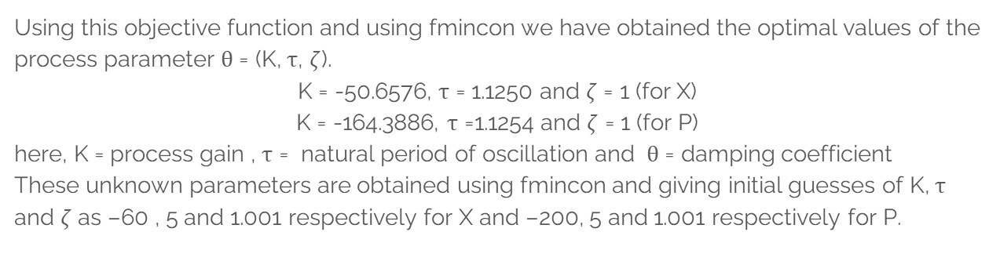 Using this objective function and using fmincon we have obtained the optimal values of the
process parameter θ = (K, τ, ζ).
K = -50.6576, τ = 1.1250 and ζ = 1 (for X)
K = -164.3886, τ =1.1254 and ζ = 1 (for P)
here, K = process gain , τ = natural period of oscillation and θ = damping coefficient
These unknown parameters are obtained using fmincon and giving initial guesses of K, τ
and ζ as –60 , 5 and 1.001 respectively for X and –200, 5 and 1.001 respectively for P.